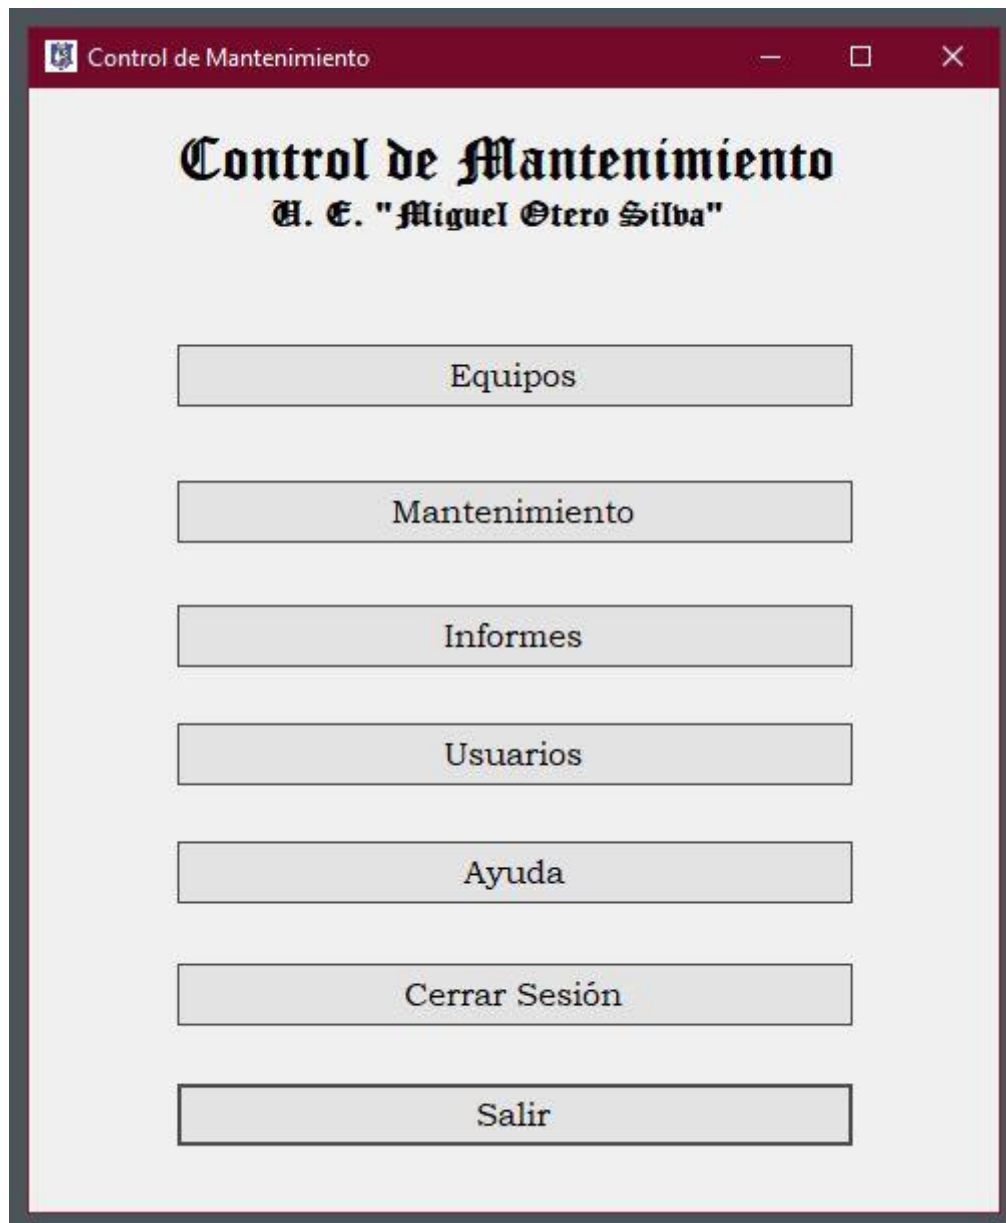 Control de Mantenimiento
Control de Mantenimiento
U. E. "Miguel Otero Silva"
Equipos
Mantenimiento
Informes
Usuarios
Ayuda
Cerrar Sesión
Salir